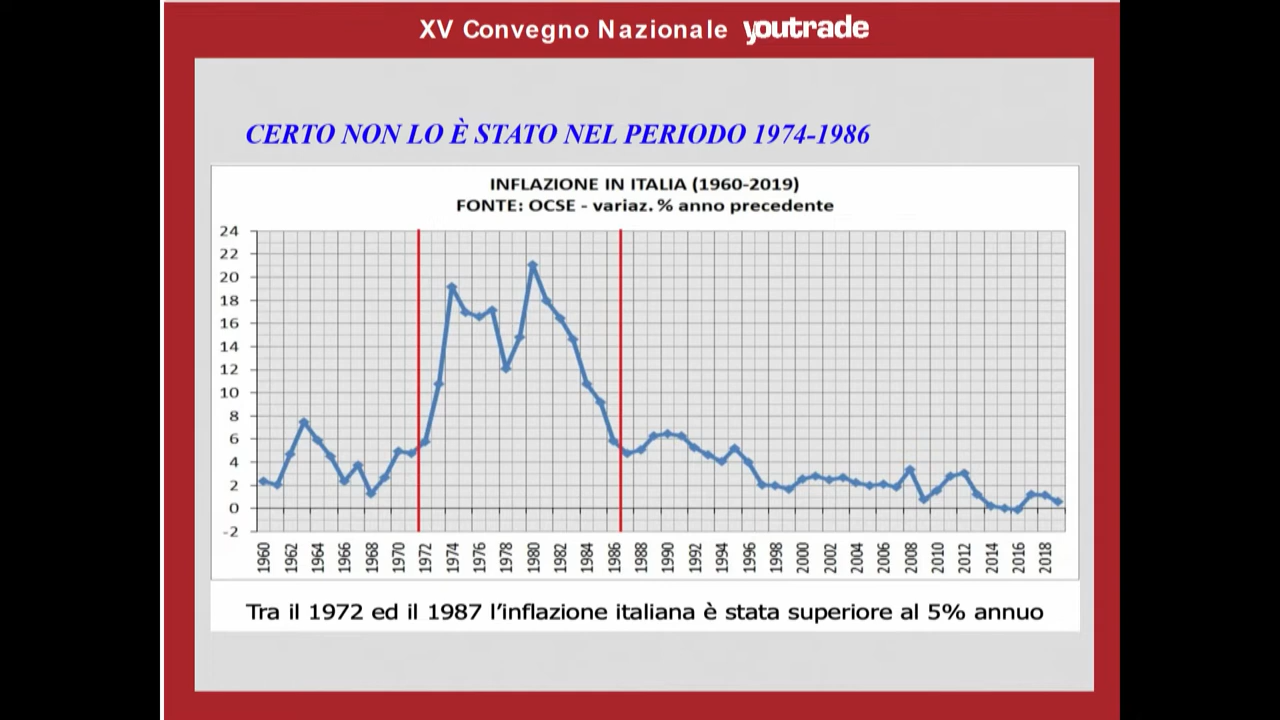 XV Convegno Nazionale youtrade
CERTO NON LO È STATO NEL PERIODO 1974-1986
INFLAZIONE IN ITALIA (1960-2019)
FONTE: OCSE - variaz. % anno precedente
24
22
20
18
16
14
12
10
8
6
4
2
0
-2
1960 1962 1964 1966 1968 1970 1972 1974 1976 1978 1980 1982 1984 1986 1988 1990 1992 1994 1996 1998 2000 2002 2004 2006 2008 2010 2012 2014 2016 2018
Tra il 1972 ed il 1987 l'inflazione italiana è stata superiore al 5% annuo